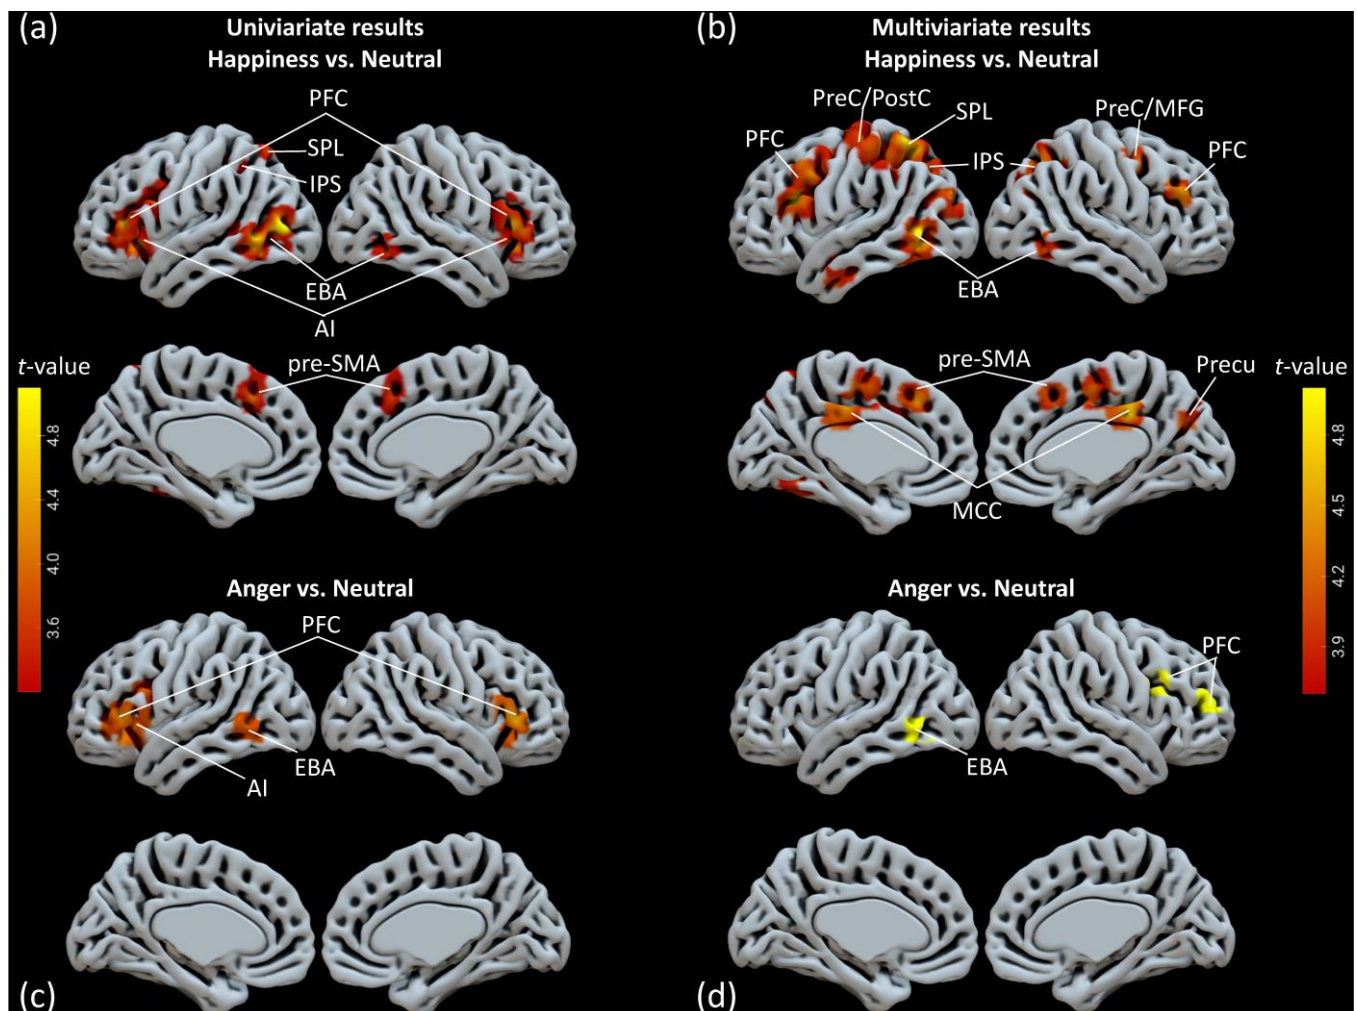 (a)
Univariate results
Happiness vs. Neutral
PFC
SPL
IPS
EBA
AI
pre-SMA
t-value
4.8
4.4
4.0
3.6
(b)
Multivariate results
Happiness vs. Neutral
PreC/PostC
SPL
PreC/MFG
PFC
IPS
PFC
EBA
pre-SMA
Precu
MCC
t-value
4.8
4.5
4.2
3.9
Anger vs. Neutral
PFC
EBA
AI
(c)
Anger vs. Neutral
PFC
EBA
(d)